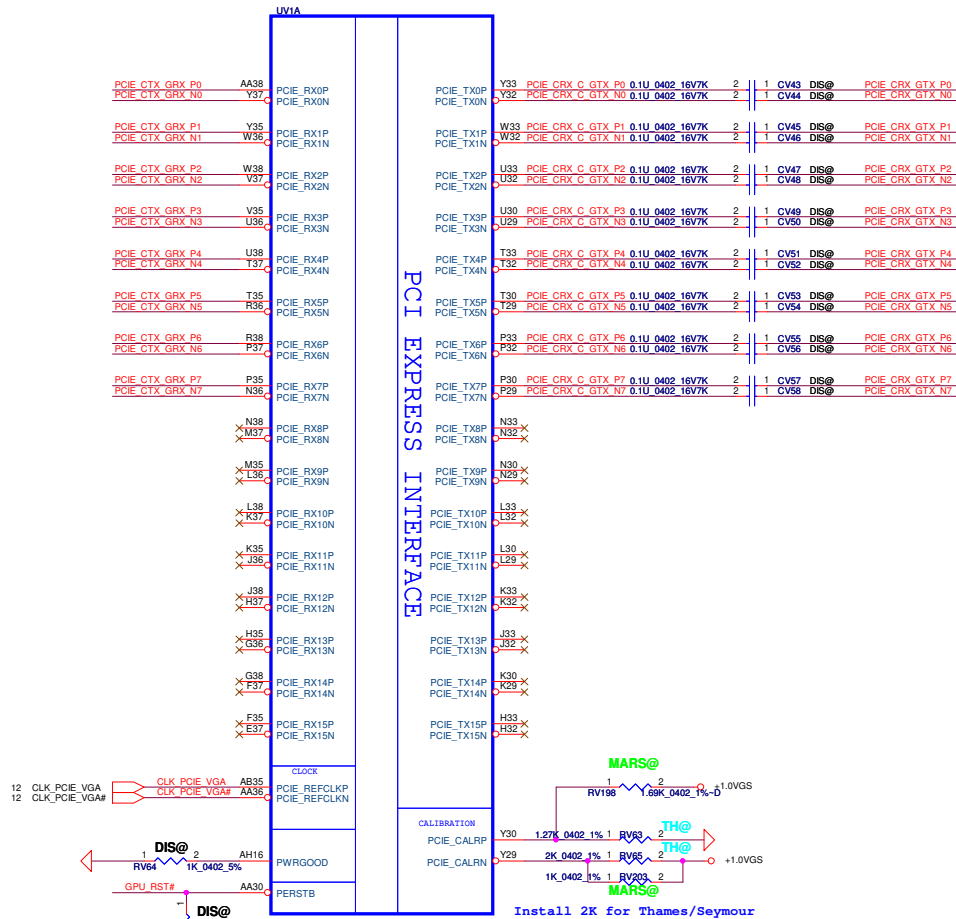 UV1A
PCIE_CTX_GRX_P0 AA38 PCIE_RX0P PCIE_TX0P Y33 PCIE_CRX_C_GTX_P0 0.1U_0402_16V7K 2 1 CV43 DIS@ PCIE_CRX_GTX_P0
PCIE_CTX_GRX_N0 Y37 PCIE_RX0N PCIE_TX0N Y32 PCIE_CRX_C_GTX_N0 0.1U_0402_16V7K 2 1 CV44 DIS@ PCIE_CRX_GTX_N0
PCIE_CTX_GRX_P1 Y35 PCIE_RX1P PCIE_TX1P W33 PCIE_CRX_C_GTX_P1 0.1U_0402_16V7K 2 1 CV45 DIS@ PCIE_CRX_GTX_P1
PCIE_CTX_GRX_N1 W36 PCIE_RX1N PCIE_TX1N W32 PCIE_CRX_C_GTX_N1 0.1U_0402_16V7K 2 1 CV46 DIS@ PCIE_CRX_GTX_N1
PCIE_CTX_GRX_P2 W38 PCIE_RX2P PCIE_TX2P U33 PCIE_CRX_C_GTX_P2 0.1U_0402_16V7K 2 1 CV47 DIS@ PCIE_CRX_GTX_P2
PCIE_CTX_GRX_N2 V37 PCIE_RX2N PCIE_TX2N U32 PCIE_CRX_C_GTX_N2 0.1U_0402_16V7K 2 1 CV48 DIS@ PCIE_CRX_GTX_N2
PCIE_CTX_GRX_P3 V35 PCIE_RX3P PCIE_TX3P U30 PCIE_CRX_C_GTX_P3 0.1U_0402_16V7K 2 1 CV49 DIS@ PCIE_CRX_GTX_P3
PCIE_CTX_GRX_N3 U36 PCIE_RX3N PCIE_TX3N U29 PCIE_CRX_C_GTX_N3 0.1U_0402_16V7K 2 1 CV50 DIS@ PCIE_CRX_GTX_N3
PCIE_CTX_GRX_P4 U38 PCIE_RX4P PCIE_TX4P T33 PCIE_CRX_C_GTX_P4 0.1U_0402_16V7K 2 1 CV51 DIS@ PCIE_CRX_GTX_P4
PCIE_CTX_GRX_N4 T37 PCIE_RX4N PCIE_TX4N T32 PCIE_CRX_C_GTX_N4 0.1U_0402_16V7K 2 1 CV52 DIS@ PCIE_CRX_GTX_N4
PCIE_CTX_GRX_P5 T35 PCIE_RX5P PCIE_TX5P T30 PCIE_CRX_C_GTX_P5 0.1U_0402_16V7K 2 1 CV53 DIS@ PCIE_CRX_GTX_P5
PCIE_CTX_GRX_N5 R36 PCIE_RX5N PCIE_TX5N T29 PCIE_CRX_C_GTX_N5 0.1U_0402_16V7K 2 1 CV54 DIS@ PCIE_CRX_GTX_N5
PCIE_CTX_GRX_P6 R38 PCIE_RX6P PCIE_TX6P P33 PCIE_CRX_C_GTX_P6 0.1U_0402_16V7K 2 1 CV55 DIS@ PCIE_CRX_GTX_P6
PCIE_CTX_GRX_N6 P37 PCIE_RX6N PCIE_TX6N P32 PCIE_CRX_C_GTX_N6 0.1U_0402_16V7K 2 1 CV56 DIS@ PCIE_CRX_GTX_N6
PCIE_CTX_GRX_P7 P35 PCIE_RX7P PCIE_TX7P P30 PCIE_CRX_C_GTX_P7 0.1U_0402_16V7K 2 1 CV57 DIS@ PCIE_CRX_GTX_P7
PCIE_CTX_GRX_N7 N36 PCIE_RX7N PCIE_TX7N P29 PCIE_CRX_C_GTX_N7 0.1U_0402_16V7K 2 1 CV58 DIS@ PCIE_CRX_GTX_N7
PCI EXPRESS INTERFACE
N38 PCIE_RX8P PCIE_TX8P N33
M37 PCIE_RX8N PCIE_TX8N N32
M35 PCIE_RX9P PCIE_TX9P N30
L36 PCIE_RX9N PCIE_TX9N N29
L38 PCIE_RX10P PCIE_TX10P L33
K37 PCIE_RX10N PCIE_TX10N L32
K35 PCIE_RX11P PCIE_TX11P L30
J36 PCIE_RX11N PCIE_TX11N L29
J38 PCIE_RX12P PCIE_TX12P K33
H37 PCIE_RX12N PCIE_TX12N K32
H35 PCIE_RX13P PCIE_TX13P J33
G36 PCIE_RX13N PCIE_TX13N J32
G38 PCIE_RX14P PCIE_TX14P K30
F37 PCIE_RX14N PCIE_TX14N K29
F35 PCIE_RX15P PCIE_TX15P H33
E37 PCIE_RX15N PCIE_TX15N H32
CLOCK
MARS@
12 CLK_PCIE_VGA CLK_PCIE_VGA AB35 PCIE_REFCLKP
12 CLK_PCIE_VGA# CLK_PCIE_VGA# AA36 PCIE_REFCLKN
1 2 +1.0VGS
RV198 1.69K_0402_1%~D
CALIBRATION
TH@
PCIE_CALRP Y30 1.27K_0402_1% 1 RV63 2
DIS@
TH@
1 2 AH16 PWRGOOD
RV64 1K_0402_5%
PCIE_CALRN Y29 2K_0402_1% 1 RV65 2 +1.0VGS
1K_0402_1% 1 RV203 2
MARS@
GPU_RST# AA30 PERSTB
1 DIS@
Install 2K for Thames/Seymour